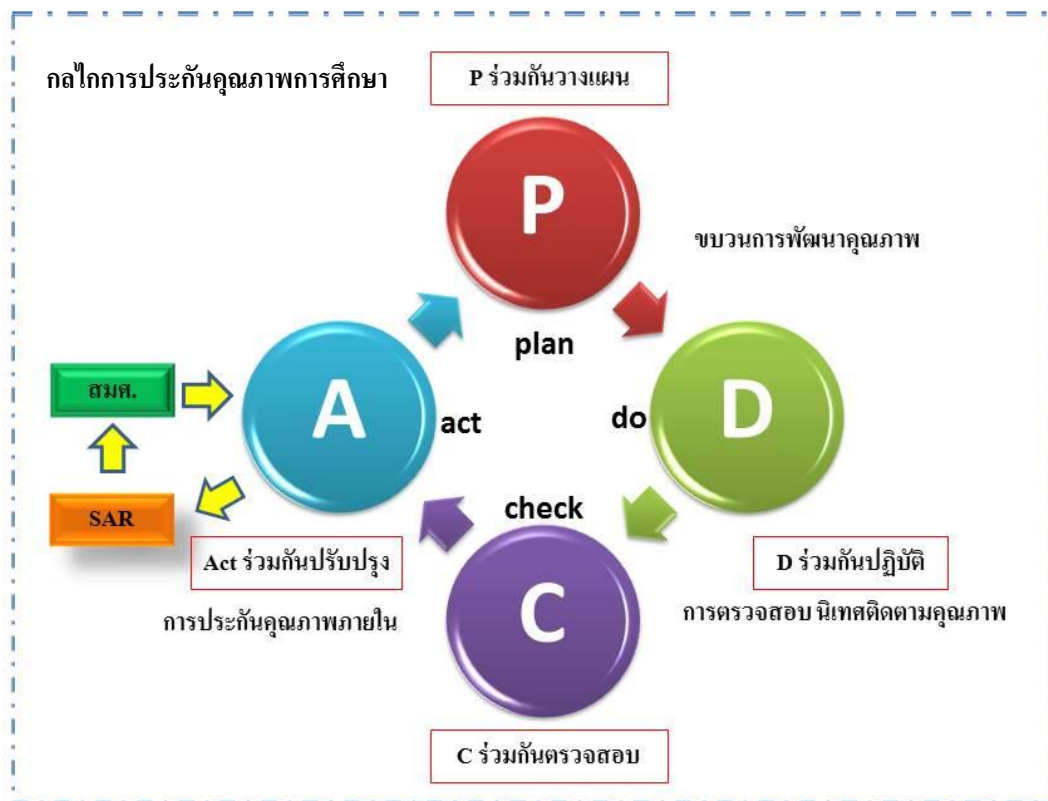 กลไกการประกันคุณภาพการศึกษา
P ร่วมกันวางแผน
P
ขบวนการพัฒนาคุณภาพ
plan
สมศ.
A
act
do
D
SAR
check
Act ร่วมกันปรับปรุง
D ร่วมกันปฏิบัติ
การประกันคุณภาพภายใน
การตรวจสอบ นิเทศติดตามคุณภาพ
C
C ร่วมกันตรวจสอบ